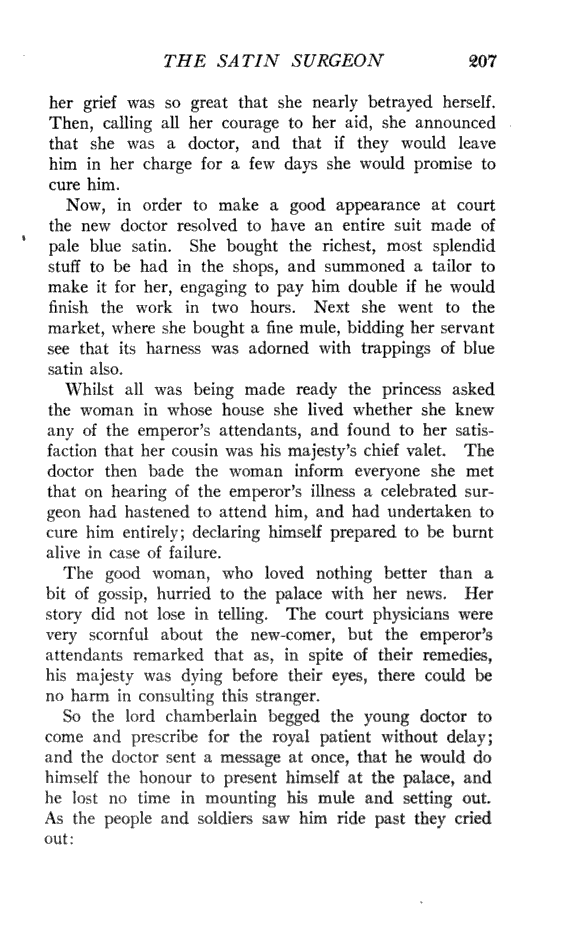 THE SATIN SURGEON 207
her grief was so great that she nearly betrayed herself.
Then, calling all her courage to her aid, she announced
that she was a doctor, and that if they would leave
him in her charge for a few days she would promise to
cure him.
Now, in order to make a good appearance at court
the new doctor resolved to have an entire suit made of
pale blue satin. She bought the richest, most splendid
stuff to be had in the shops, and summoned a tailor to
make it for her, engaging to pay him double if he would
finish the work in two hours. Next she went to the
market, where she bought a fine mule, bidding her servant
see that its harness was adorned with trappings of blue
satin also.
Whilst all was being made ready the princess asked
the woman in whose house she lived whether she knew
any of the emperor's attendants, and found to her satis-
faction that her cousin was his majesty's chief valet. The
doctor then bade the woman inform everyone she met
that on hearing of the emperor's illness a celebrated sur-
geon had hastened to attend him, and had undertaken to
cure him entirely; declaring himself prepared to be burnt
alive in case of failure.
The good woman, who loved nothing better than a
bit of gossip, hurried to the palace with her news. Her
story did not lose in telling. The court physicians were
very scornful about the new-comer, but the emperor's
attendants remarked that as, in spite of their remedies,
his majesty was dying before their eyes, there could be
no harm in consulting this stranger.
So the lord chamberlain begged the young doctor to
come and prescribe for the royal patient without delay;
and the doctor sent a message at once, that he would do
himself the honour to present himself at the palace, and
he lost no time in mounting his mule and setting out.
As the people and soldiers saw him ride past they cried
out: